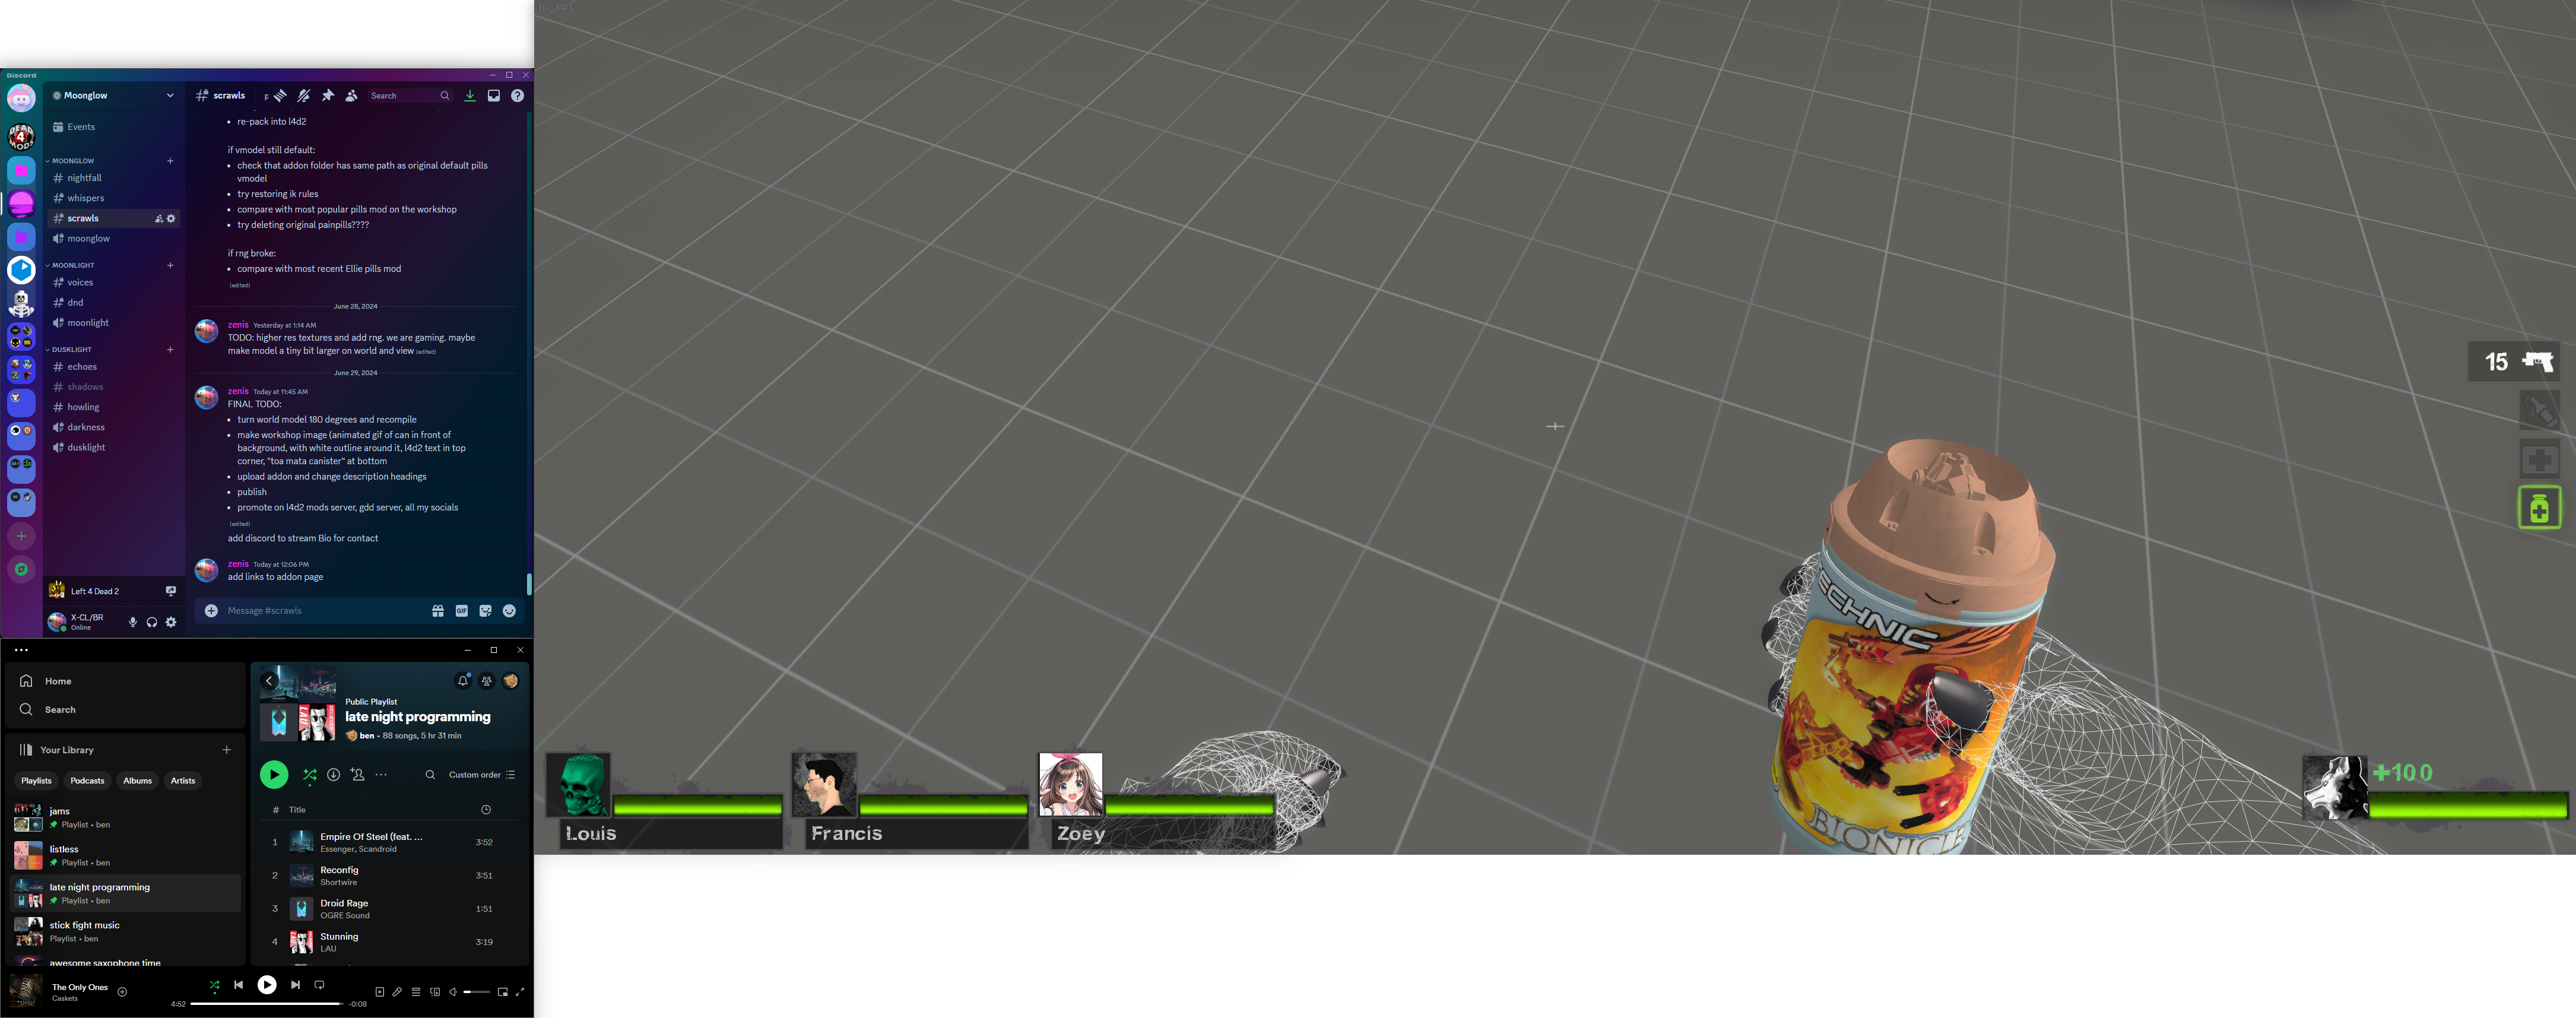 160 FPS
Discord
Moonglow
Events
MOONGLOW
nightfall
whispers
scrawls
moonglow
MOONLIGHT
voices
dnd
moonlight
DUSKLIGHT
echoes
shadows
howling
darkness
dusklight
Left 4 Dead 2
X-CL/BR
Online
DEAD
4
MODS
scrawls
Search
• re-pack into l4d2
if vmodel still default:
• check that addon folder has same path as original default pills
vmodel
• try restoring ik rules
• compare with most popular pills mod on the workshop
• try deleting original painpills????
if rng broke:
• compare with most recent Ellie pills mod
(edited)
June 28, 2024
zenis Yesterday at 1:14 AM
TODO: higher res textures and add rng. we are gaming. maybe
make model a tiny bit larger on world and view (edited)
June 29, 2024
zenis Today at 11:45 AM
FINAL TODO:
• turn world model 180 degrees and recompile
• make workshop image (animated gif of can in front of
background, with white outline around it, l4d2 text in top
corner, "toa mata canister" at bottom
• upload addon and change description headings
• publish
• promote on l4d2 mods server, gdd server, all my socials
(edited)
add discord to stream Bio for contact
zenis Today at 12:06 PM
add links to addon page
Message #scrawls
GIF
Home
Search
Your Library
Playlists Podcasts Albums Artists
jams
Playlist • ben
listless
Playlist • ben
late night programming
Playlist • ben
stick fight music
Playlist • ben
awesome saxophone time
Public Playlist
late night programming
ben • 88 songs, 5 hr 31 min
Custom order
# Title
1 Empire Of Steel (feat. ... 3:52
Essenger, Scandroid
2 Reconfig 3:51
Shortwire
3 Droid Rage 1:51
OGRE Sound
4 Stunning 3:19
LAU
The Only Ones
Caskets
4:52 -0:08
15
ECHNIC
BIONICLE
Louis
Francis
Zoey
+100